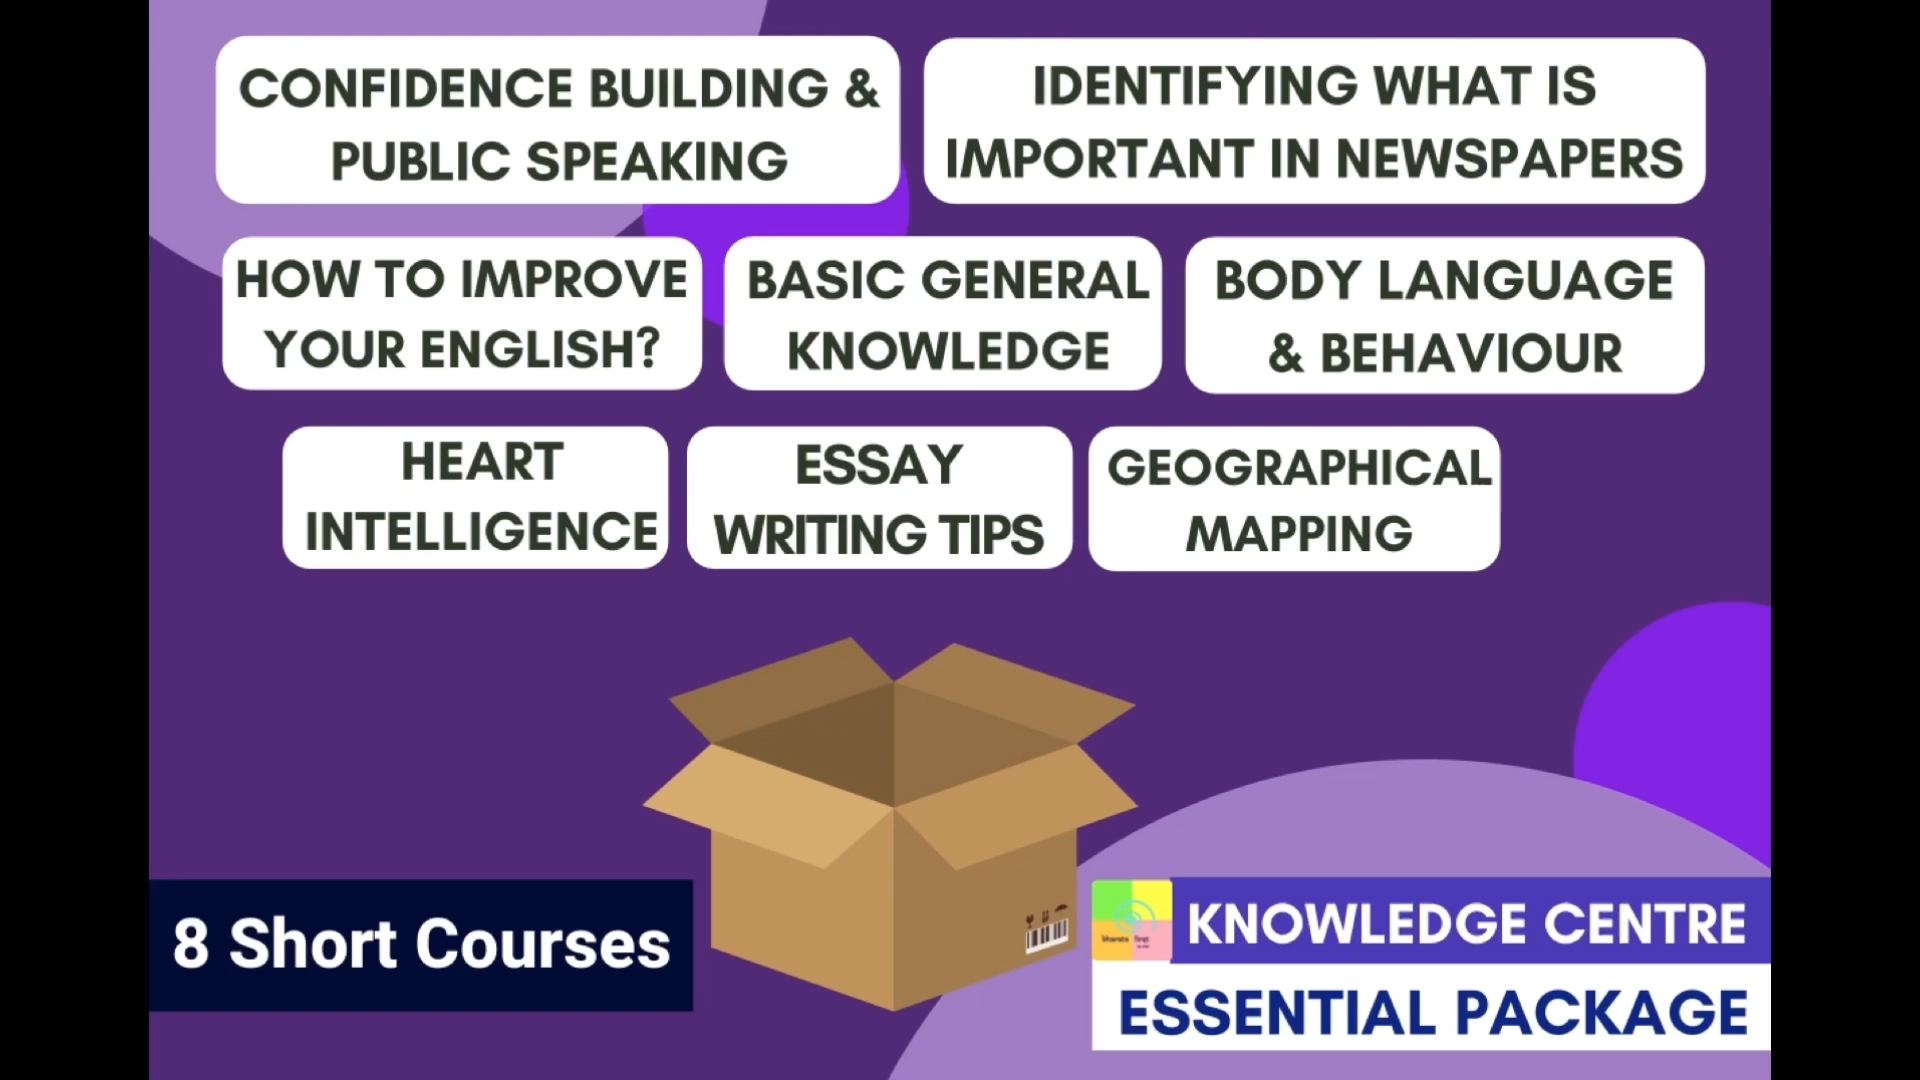 CONFIDENCE BUILDING &
PUBLIC SPEAKING
IDENTIFYING WHAT IS
IMPORTANT IN NEWSPAPERS
HOW TO IMPROVE
YOUR ENGLISH?
BASIC GENERAL
KNOWLEDGE
BODY LANGUAGE
& BEHAVIOUR
HEART
INTELLIGENCE
ESSAY
WRITING TIPS
GEOGRAPHICAL
MAPPING
8 Short Courses
KNOWLEDGE CENTRE
ESSENTIAL PACKAGE